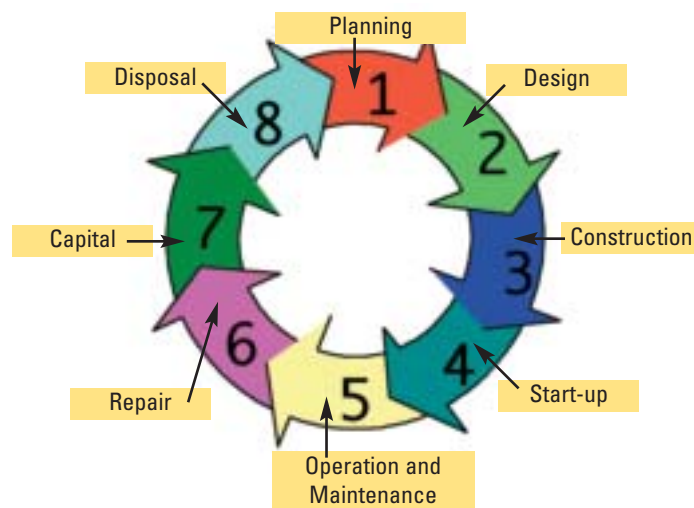 Planning
1
Design
2
Construction
3
Start-up
4
Operation and
Maintenance
5
Repair
6
Capital
7
Disposal
8